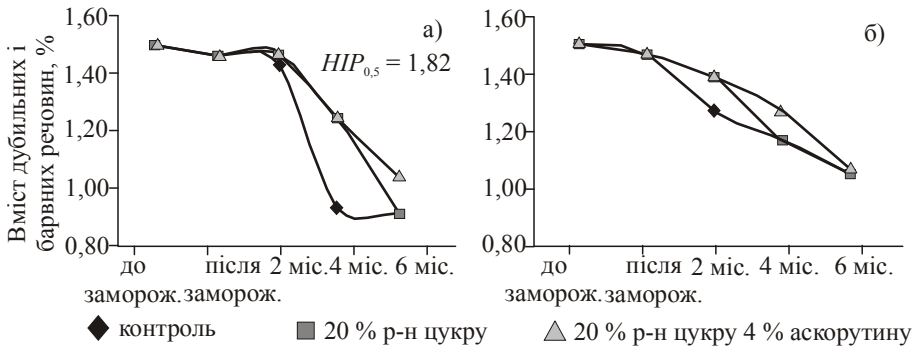 Вміст дубильних і
барвних речовин, %
1,60
1,40
1,20
1,00
0,80
а)
НІР0,5 = 1,82
до
заморож.
після
заморож.
2 міс.
4 міс.
6 міс.
1,60
1,40
1,20
1,00
0,80
б)
до
заморож.
після
заморож.
2 міс.
4 міс.
6 міс.
контроль
20 % р-н цукру
20 % р-н цукру 4 % аскорутину